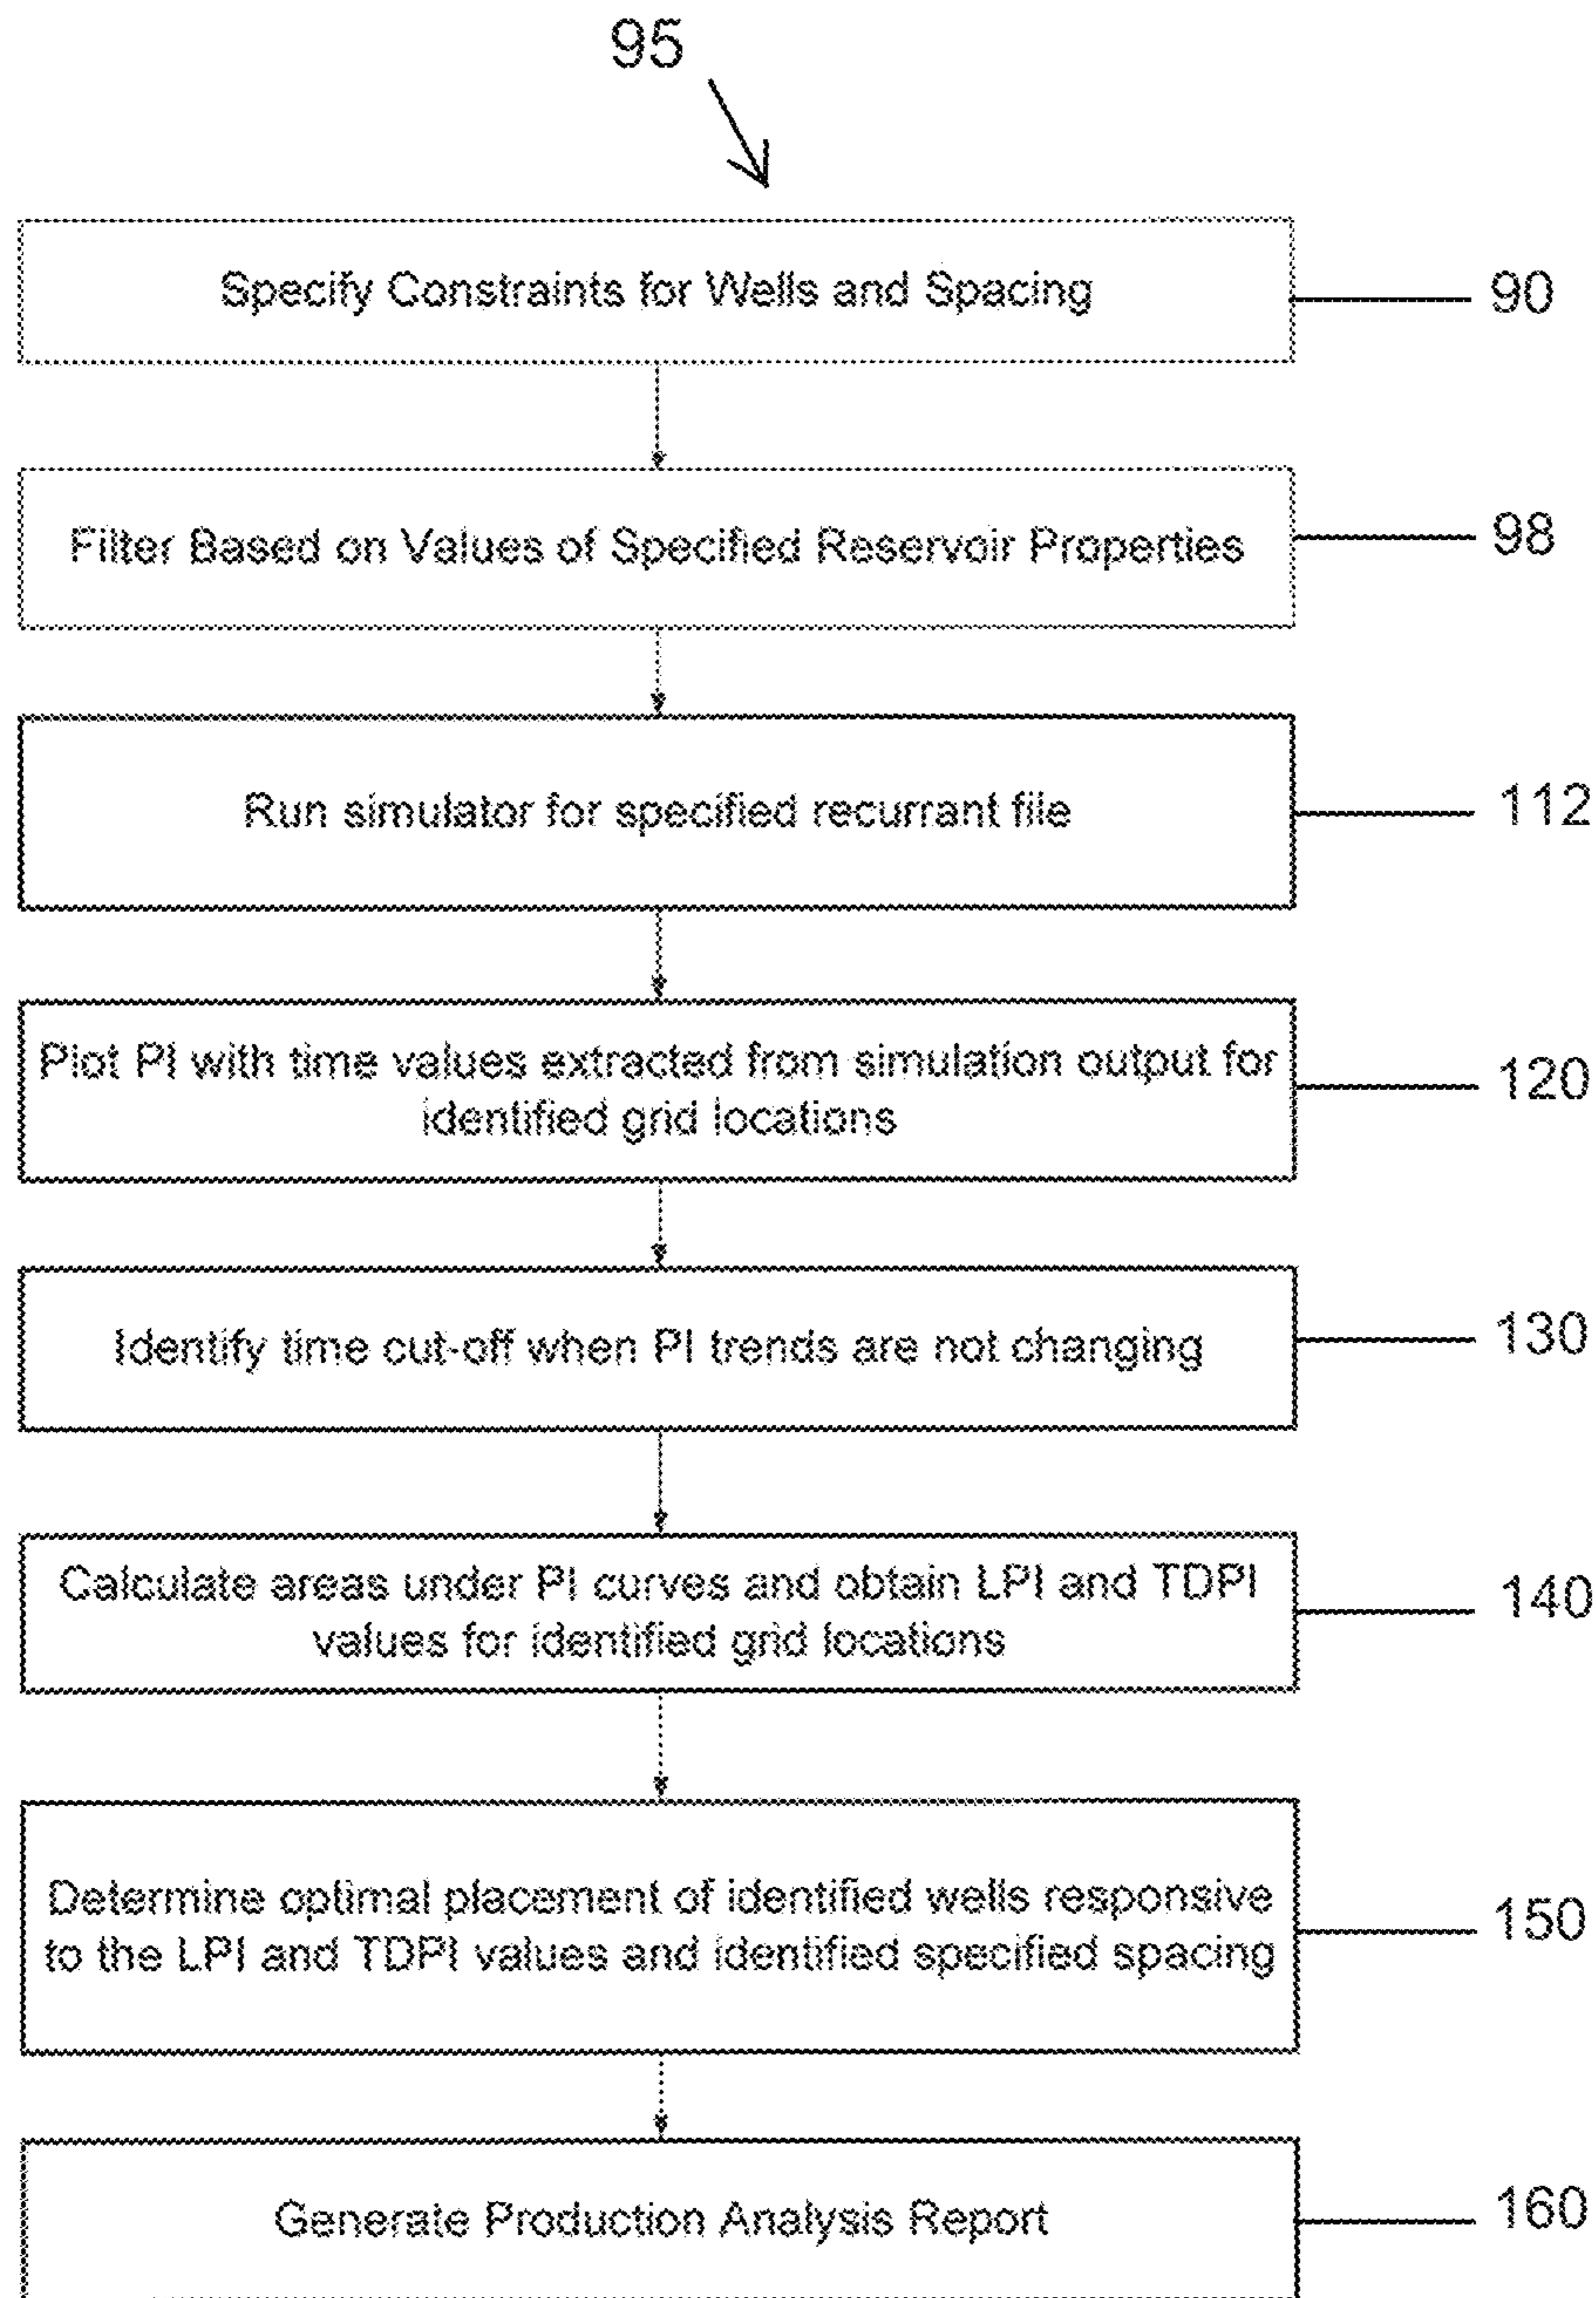 95
Specify Constraints for Wells and Spacing
90
Filter Based on Values of Specified Reservoir Properties
98
Run simulator for specified recurrant file
112
Plot PI with time values extracted from simulation output for
identified grid locations
120
Identify time cut-off when PI trends are not changing
130
Calculate areas under PI curves and obtain LPI and TDPI
values for identified grid locations
140
Determine optimal placement of identified wells responsive
to the LPI and TDPI values and identified specified spacing
150
Generate Production Analysis Report
160